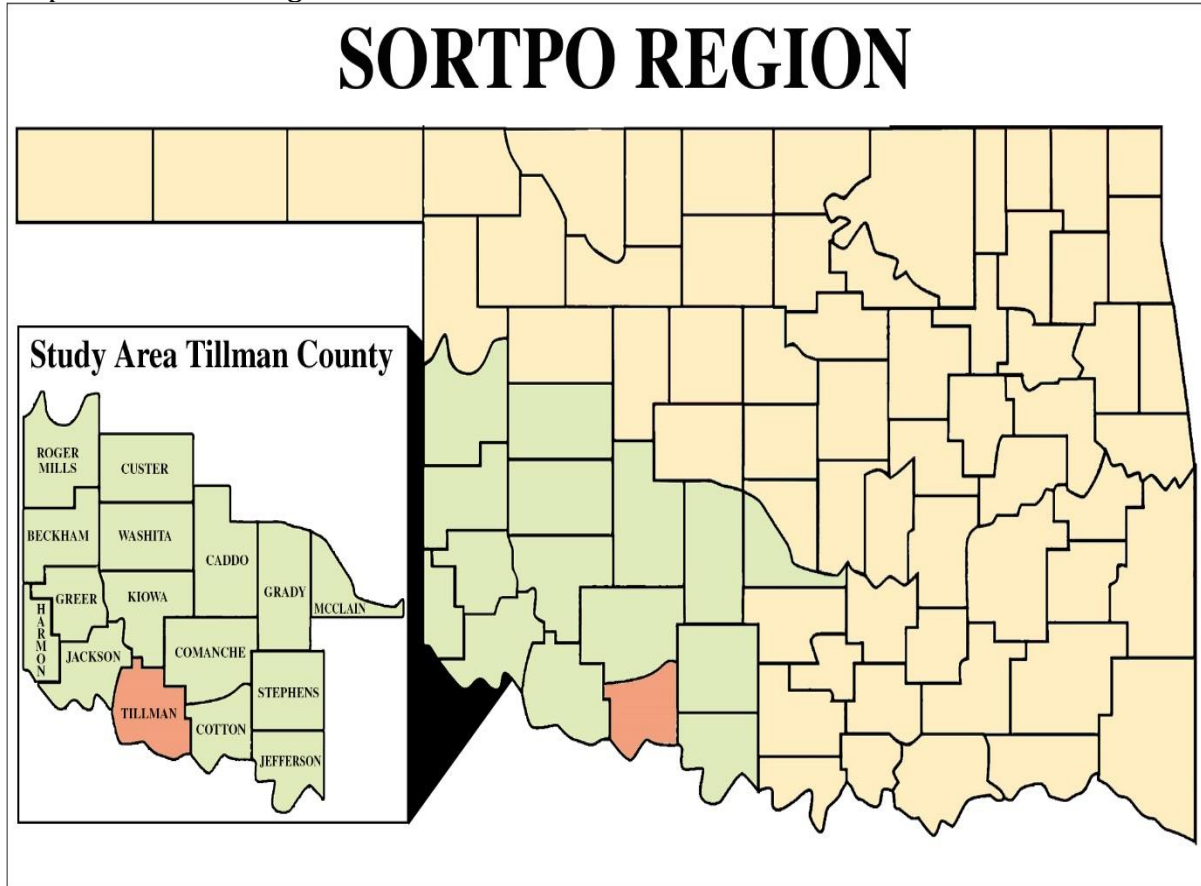 SORTPO REGION
Study Area Tillman County
ROGER
MILLS
CUSTER
BECKHAM
WASHITA
CADDO
GREER
KIOWA
GRADY
MCCLAIN
HARMON
JACKSON
COMANCHE
STEPHENS
TILLMAN
COTTON
JEFFERSON